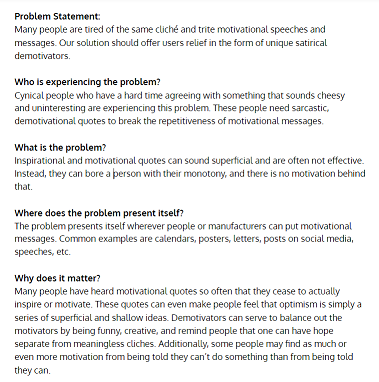 Problem Statement:
Many people are tired of the same cliché and trite motivational speeches and
messages. Our solution should offer users relief in the form of unique satirical
demotivators.
Who is experiencing the problem?
Cynical people who have a hard time agreeing with something that sounds cheesy
and uninteresting are experiencing this problem. These people need sarcastic,
demotivational quotes to break the repetitiveness of motivational messages.
What is the problem?
Inspirational and motivational quotes can sound superficial and are often not effective.
Instead, they can bore a person with their monotony, and there is no motivation behind
that.
Where does the problem present itself?
The problem presents itself wherever people or manufacturers can put motivational
messages. Common examples are calendars, posters, letters, posts on social media,
speeches, etc.
Why does it matter?
Many people have heard motivational quotes so often that they cease to actually
inspire or motivate. These quotes can even make people feel that optimism is simply a
series of superficial and shallow ideas. Demotivators can serve to balance out the
motivators by being funny, creative, and remind people that one can have hope
separate from meaningless cliches. Additionally, some people may find as much or
even more motivation from being told they can't do something than from being told
they can.